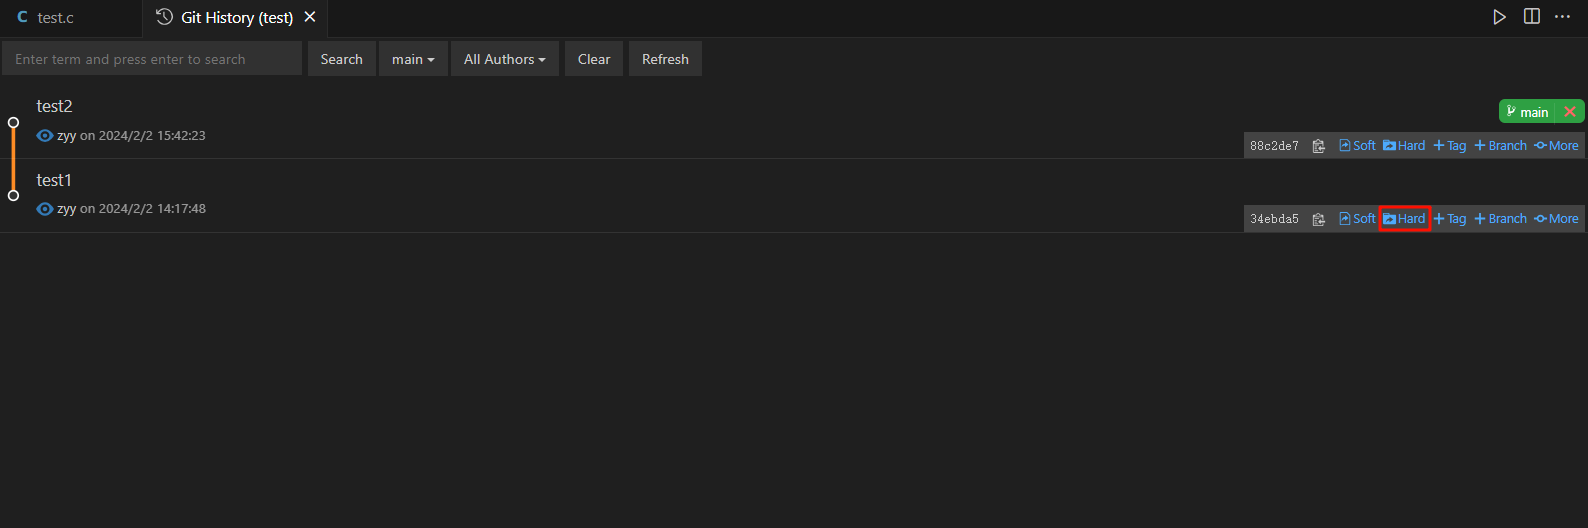 C test.c Git History (test)
Enter term and press enter to search Search main All Authors Clear Refresh
test2
main
zyy on 2024/2/2 15:42:23
88c2de7 Soft Hard +Tag +Branch More
test1
zyy on 2024/2/2 14:17:48
34ebda5 Soft Hard +Tag +Branch More